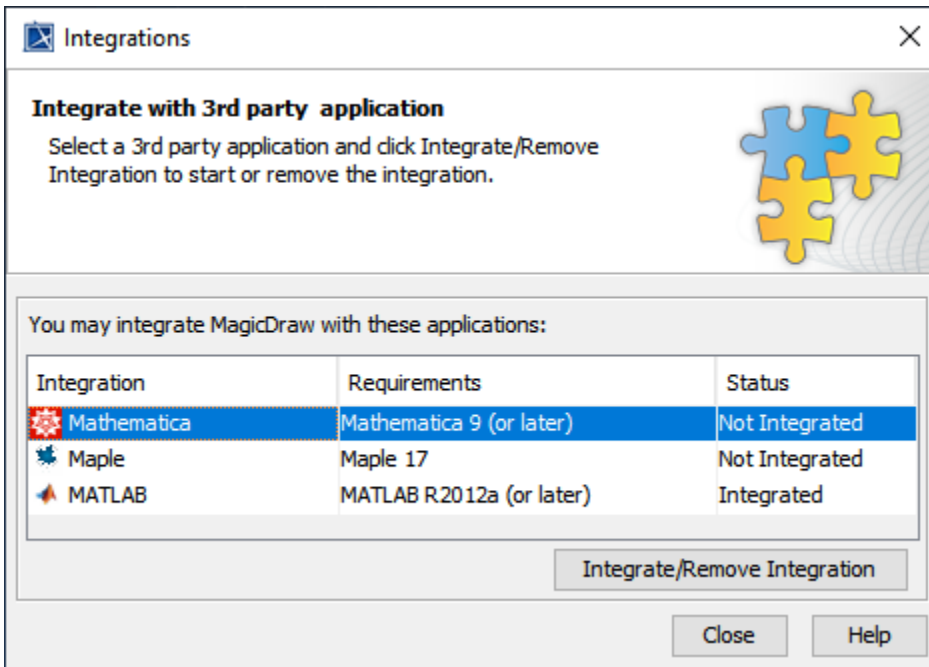 Integrations
Integrate with 3rd party application
Select a 3rd party application and click Integrate/Remove
Integration to start or remove the integration.
You may integrate MagicDraw with these applications:
Integration Requirements Status
Mathematica Mathematica 9 (or later) Not Integrated
Maple Maple 17 Not Integrated
MATLAB MATLAB R2012a (or later) Integrated
Integrate/Remove Integration
Close Help